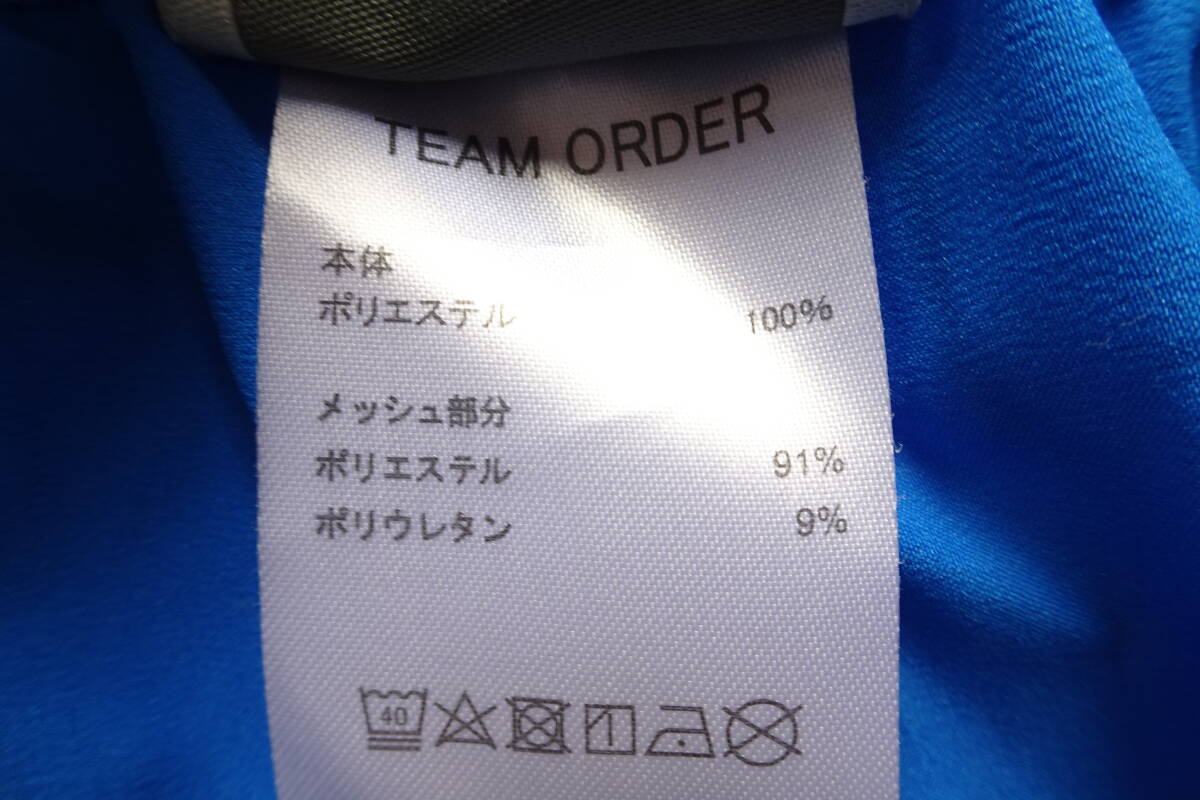 TEAM ORDER
本体
ポリエステル 100%
メッシュ部分
ポリエステル 91%
ポリウレタン 9%
40